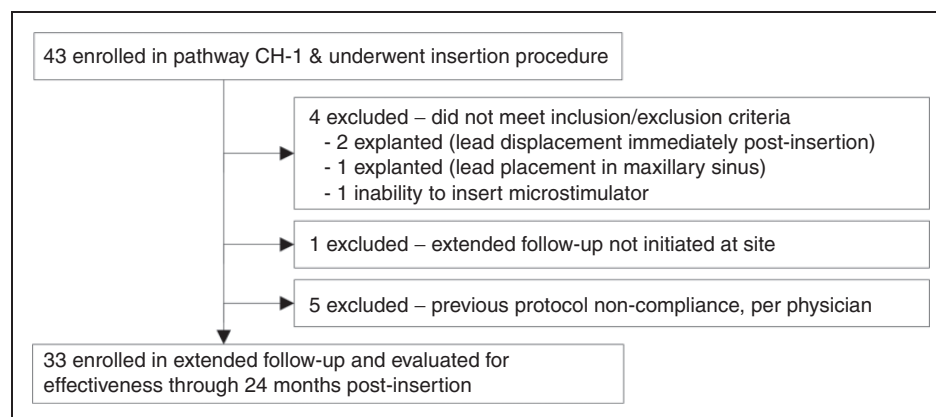 43 enrolled in pathway CH-1 & underwent insertion procedure
4 excluded – did not meet inclusion/exclusion criteria
- 2 explanted (lead displacement immediately post-insertion)
- 1 explanted (lead placement in maxillary sinus)
- 1 inability to insert microstimulator
1 excluded – extended follow-up not initiated at site
5 excluded – previous protocol non-compliance, per physician
33 enrolled in extended follow-up and evaluated for
effectiveness through 24 months post-insertion